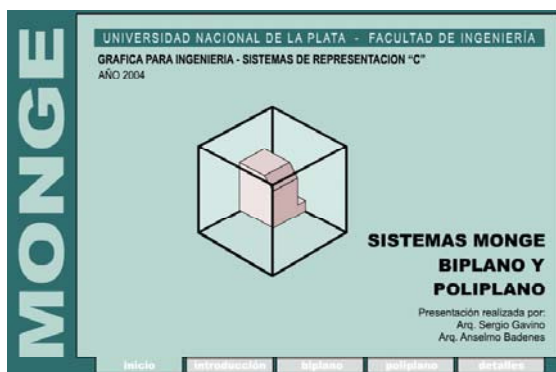 MONGE
UNIVERSIDAD NACIONAL DE LA PLATA - FACULTAD DE INGENIERÍA
GRAFICA PARA INGENIERIA - SISTEMAS DE REPRESENTACION “C”
AÑO 2004
SISTEMAS MONGE
BIPLANO Y
POLIPLANO
Presentación realizada por:
Arq. Sergio Gavino
Arq. Anselmo Badenes
inicio introducción biplano poliplano detalles